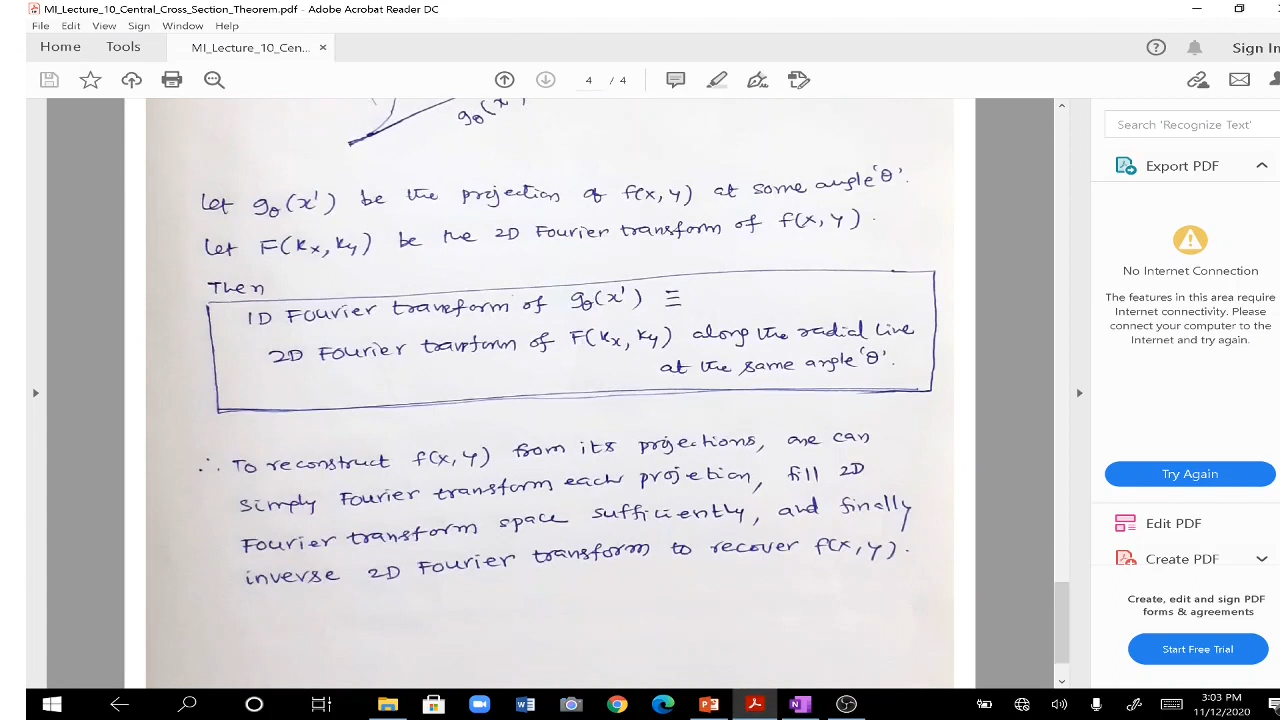 MI_Lecture_10_Central_Cross_Section_Theorem.pdf - Adobe Acrobat Reader DC
File Edit View Sign Window Help
Home Tools MI_Lecture_10_Cen... × Sign In
4 / 4
Search 'Recognize Text'
gθ(x'
Let gθ(x') be the projection of f(x,y) at some angle 'θ'.
Let F(kx, ky) be the 2D Fourier transform of f(x,y).
Then
1D Fourier transform of gθ(x') ≡
2D Fourier tranform of F(kx, ky) along the radial line
at the same angle 'θ'.
∴ To reconstruct f(x,y) from its projections, one can
simply Fourier transform each projetion, fill 2D
Fourier transform space sufficiently, and finally
inverse 2D Fourier transform to recover f(x,y).
Export PDF
No Internet Connection
The features in this area require
Internet connectivity. Please
connect your computer to the
Internet and try again.
Try Again
Edit PDF
Create PDF
Create, edit and sign PDF
forms & agreements
Start Free Trial
3:03 PM
11/12/2020